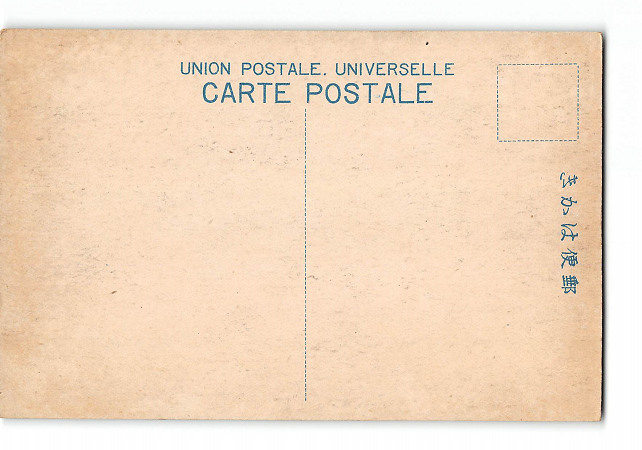 UNION POSTALE. UNIVERSELLE
CARTE POSTALE
郵便はかき